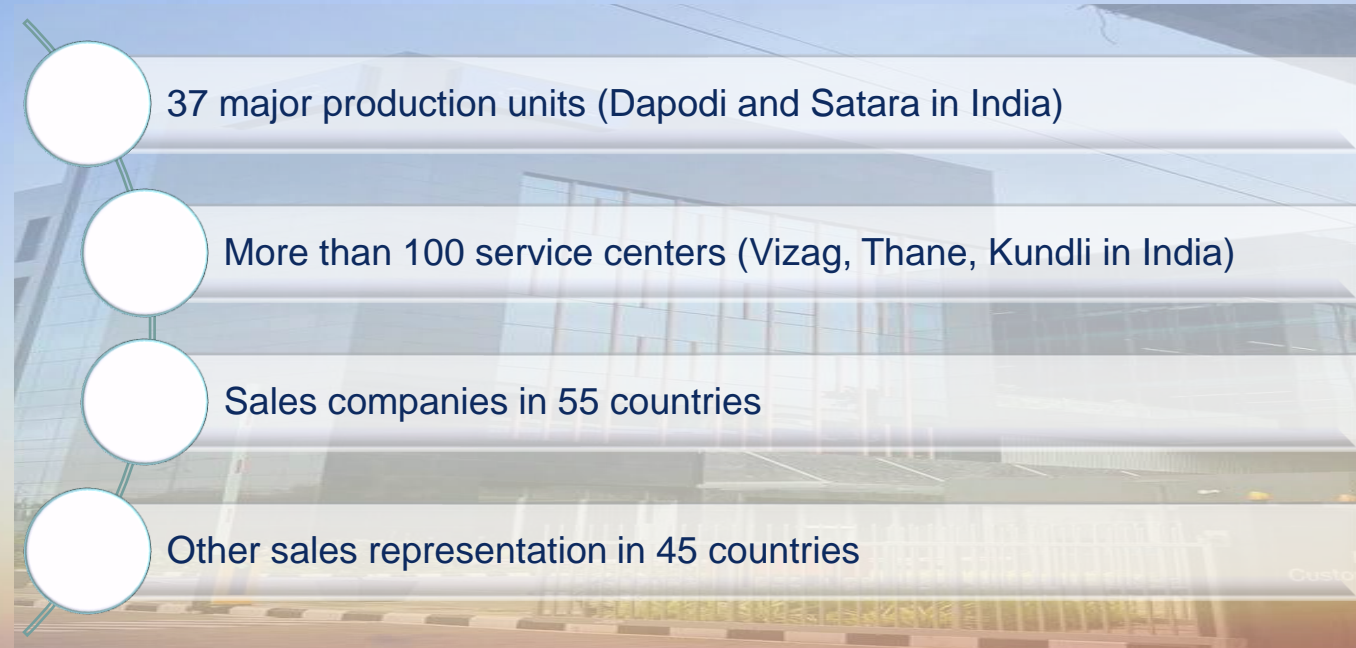 37 major production units (Dapodi and Satara in India)
More than 100 service centers (Vizag, Thane, Kundli in India)
Sales companies in 55 countries
Other sales representation in 45 countries